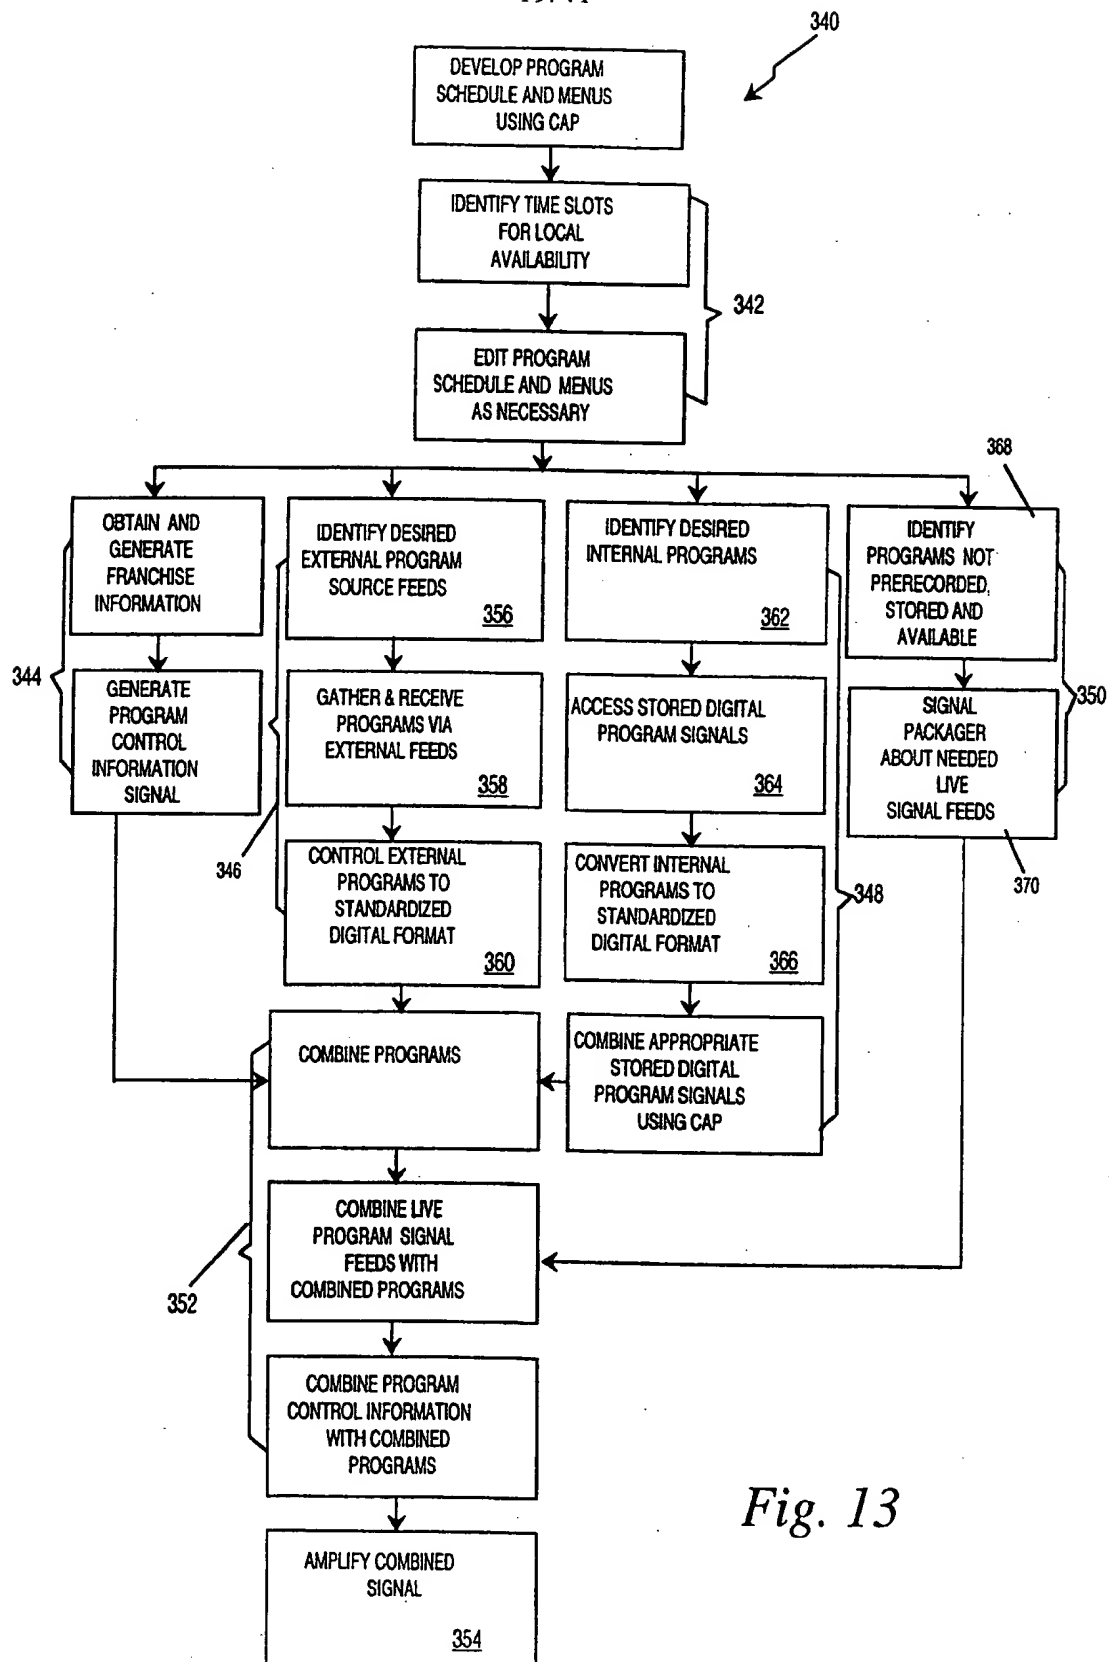 340
DEVELOP PROGRAM
SCHEDULE AND MENUS
USING CAP
IDENTIFY TIME SLOTS
FOR LOCAL
AVAILABILITY
342
EDIT PROGRAM
SCHEDULE AND MENUS
AS NECESSARY
368
OBTAIN AND
GENERATE
FRANCHISE
INFORMATION
IDENTIFY DESIRED
EXTERNAL PROGRAM
SOURCE FEEDS
356
IDENTIFY DESIRED
INTERNAL PROGRAMS
362
IDENTIFY
PROGRAMS NOT
PRERECORDED,
STORED AND
AVAILABLE
344
GENERATE
PROGRAM
CONTROL
INFORMATION
SIGNAL
GATHER & RECEIVE
PROGRAMS VIA
EXTERNAL FEEDS
358
ACCESS STORED DIGITAL
PROGRAM SIGNALS
364
SIGNAL
PACKAGER
ABOUT NEEDED
LIVE
SIGNAL FEEDS
350
346
CONTROL EXTERNAL
PROGRAMS TO
STANDARDIZED
DIGITAL FORMAT
360
CONVERT INTERNAL
PROGRAMS TO
STANDARDIZED
DIGITAL FORMAT
366
348
370
COMBINE PROGRAMS
COMBINE APPROPRIATE
STORED DIGITAL
PROGRAM SIGNALS
USING CAP
COMBINE LIVE
PROGRAM SIGNAL
FEEDS WITH
COMBINED PROGRAMS
352
COMBINE PROGRAM
CONTROL INFORMATION
WITH COMBINED
PROGRAMS
Fig. 13
AMPLIFY COMBINED
SIGNAL
354